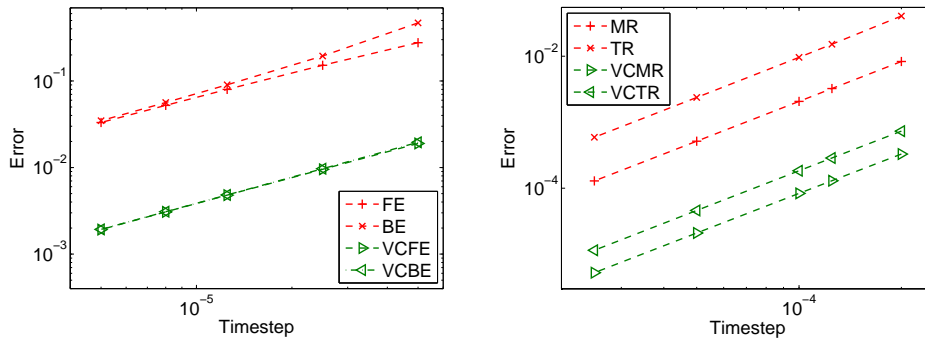 10^-1
10^-2
10^-3
Error
10^-5
Timestep
FE
BE
VCFE
VCBE
10^-2
10^-4
Error
10^-4
Timestep
MR
TR
VCMR
VCTR